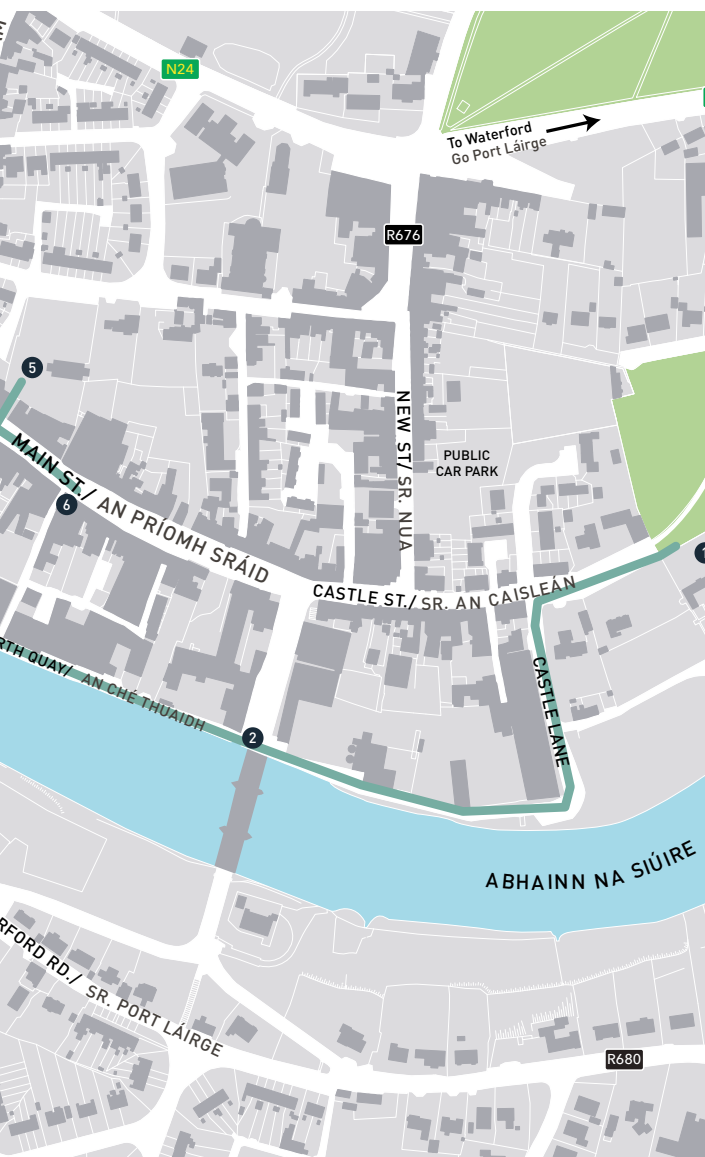 N24
To Waterford
Go Port Láirge
R676
5
NEW ST/ SR. NUA
PUBLIC
CAR PARK
MAIN ST./ AN PRÍOMH SRÁID
6
1
CASTLE ST./ SR. AN CAISLEÁN
CASTLE LANE
RTH QUAY/ AN CHÉ THUAIDH
2
ABHAINN NA SIÚIRE
RFORD RD./ SR. PORT LÁIRGE
R680